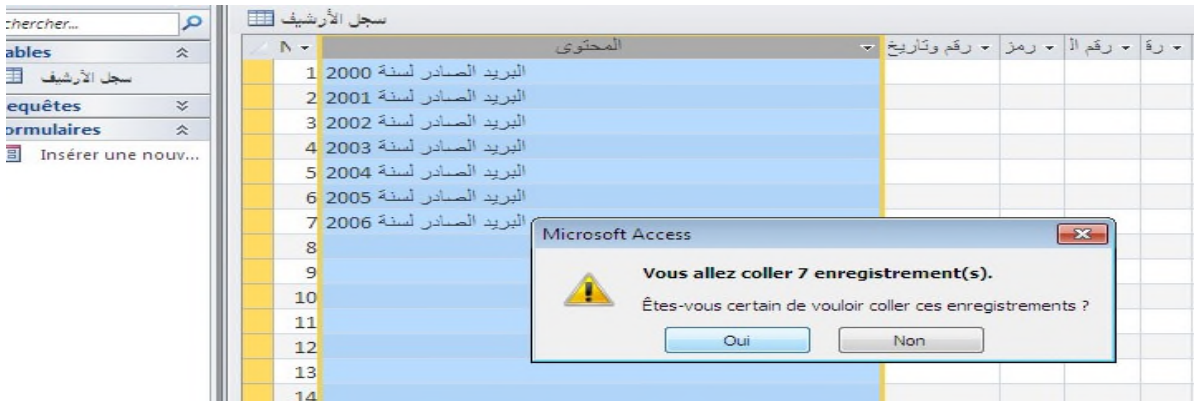 chercher...
ables
سجل الأرشيف
equêtes
ormulaires
Insérer une nouv...
سجل الأرشيف
N المحتوى رقم وتاريخ رمز رقم ال رة
1 البريد الصادر لسنة 2000
2 البريد الصادر لسنة 2001
3 البريد الصادر لسنة 2002
4 البريد الصادر لسنة 2003
5 البريد الصادر لسنة 2004
6 البريد الصادر لسنة 2005
7 البريد الصادر لسنة 2006
8
9
10
11
12
13
14
Microsoft Access
Vous allez coller 7 enregistrement(s).
Êtes-vous certain de vouloir coller ces enregistrements ?
Oui Non